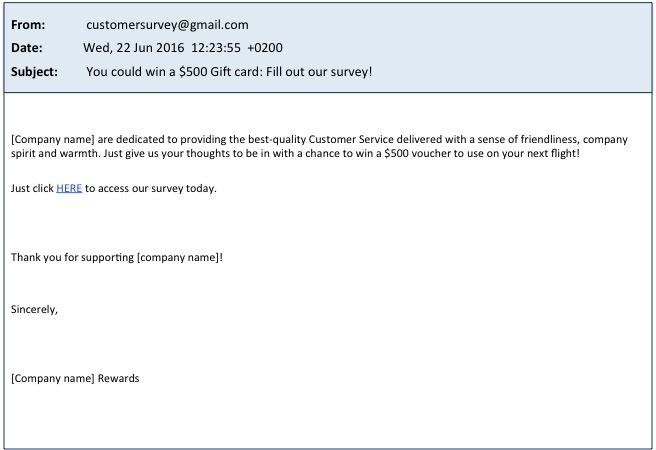 From: customersurvey@gmail.com
Date: Wed, 22 Jun 2016 12:23:55 +0200
Subject: You could win a $500 Gift card: Fill out our survey!
[Company name] are dedicated to providing the best-quality Customer Service delivered with a sense of friendliness, company
spirit and warmth. Just give us your thoughts to be in with a chance to win a $500 voucher to use on your next flight!
Just click HERE to access our survey today.
Thank you for supporting [company name]!
Sincerely,
[Company name] Rewards